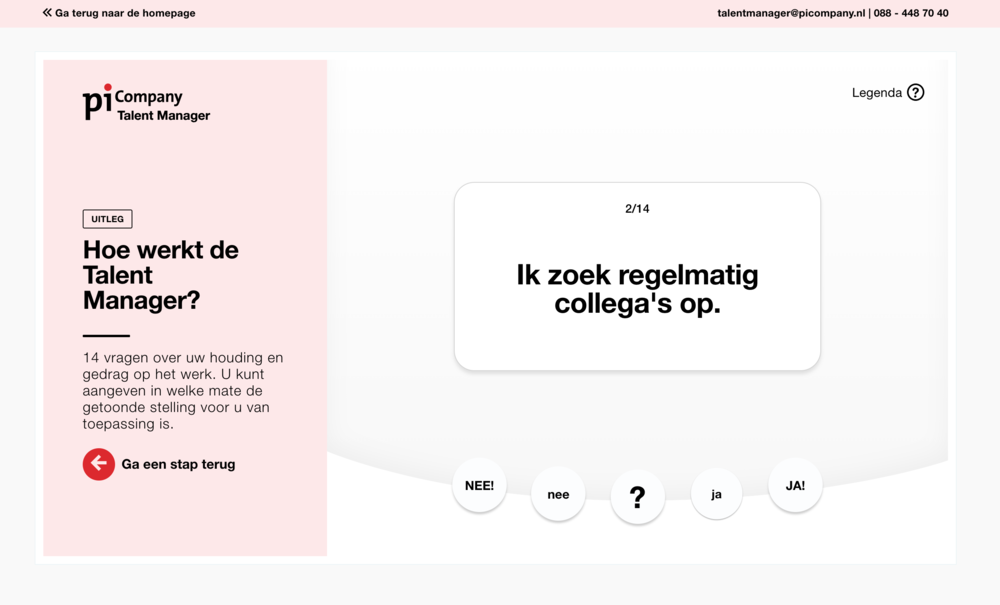 Ga terug naar de homepage
talentmanager@picompany.nl | 088 - 448 70 40
pi Company
Talent Manager
UITLEG
Hoe werkt de
Talent
Manager?
14 vragen over uw houding en
gedrag op het werk. U kunt
aangeven in welke mate de
getoonde stelling voor u van
toepassing is.
Ga een stap terug
Legenda ?
2/14
Ik zoek regelmatig
collega's op.
NEE!
nee
?
ja
JA!